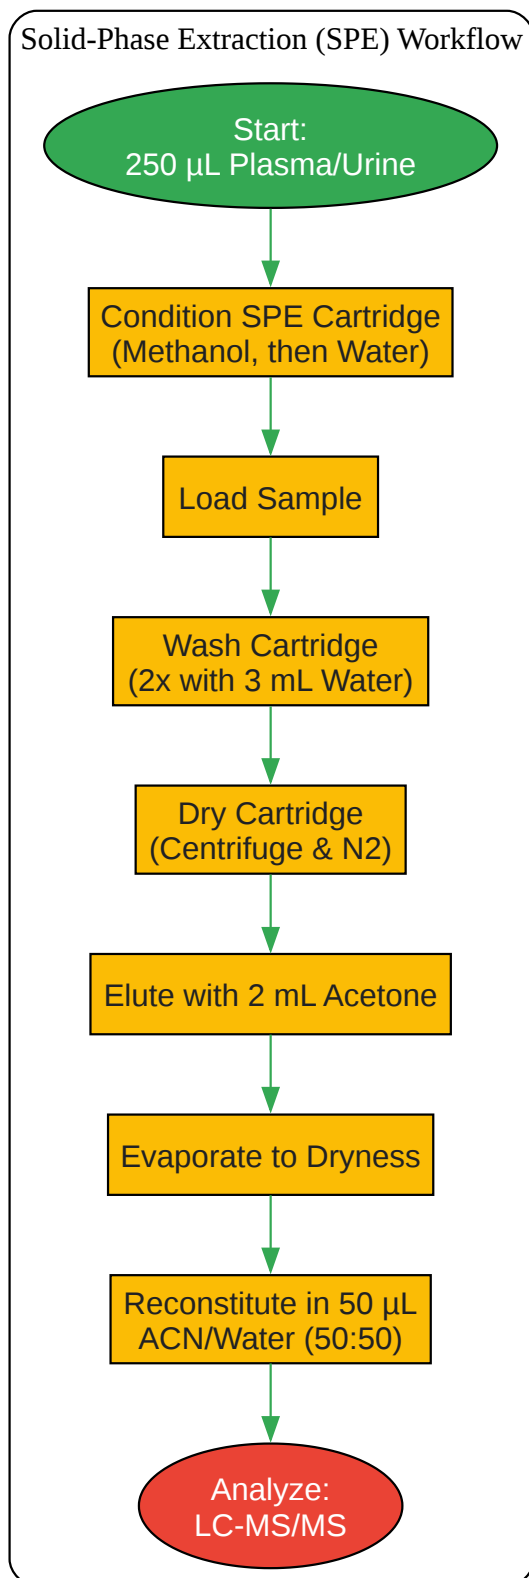 Solid-Phase Extraction (SPE) Workflow
Start:
250 µL Plasma/Urine
Condition SPE Cartridge
(Methanol, then Water)
Load Sample
Wash Cartridge
(2x with 3 mL Water)
Dry Cartridge
(Centrifuge & N2)
Elute with 2 mL Acetone
Evaporate to Dryness
Reconstitute in 50 µL
ACN/Water (50:50)
Analyze:
LC-MS/MS